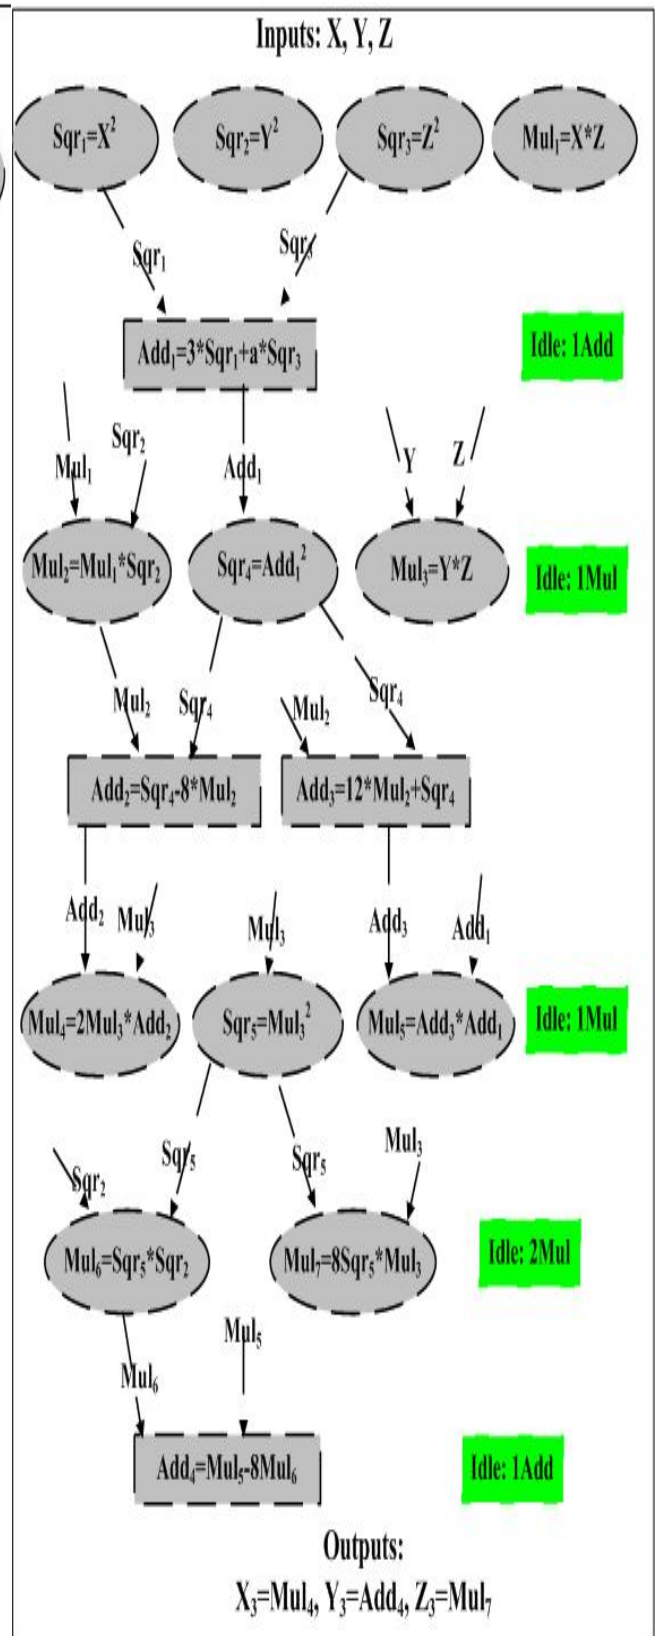 Inputs: X, Y, Z
Sqr₁=X² Sqr₂=Y² Sqr₃=Z² Mul₁=X*Z
Sqr₁ Sqr₃
Add₁=3*Sqr₁+a*Sqr₃ Idle: 1Add
Mul₁ Sqr₂ Add₁ Y Z
Mul₂=Mul₁*Sqr₂ Sqr₄=Add₁² Mul₃=Y*Z Idle: 1Mul
Mul₂ Sqr₄ Mul₂ Sqr₄
Add₂=Sqr₄-8*Mul₂ Add₃=12*Mul₂+Sqr₄
Add₂ Mul₃ Mul₃ Add₃ Add₁
Mul₄=2Mul₃*Add₂ Sqr₅=Mul₃² Mul₅=Add₃*Add₁ Idle: 1Mul
Sqr₂ Sqr₅ Sqr₅ Mul₃
Mul₆=Sqr₅*Sqr₂ Mul₇=8Sqr₅*Mul₃ Idle: 2Mul
Mul₆ Mul₅
Add₄=Mul₅-8Mul₆ Idle: 1Add
Outputs:
X₃=Mul₄, Y₃=Add₄, Z₃=Mul₇